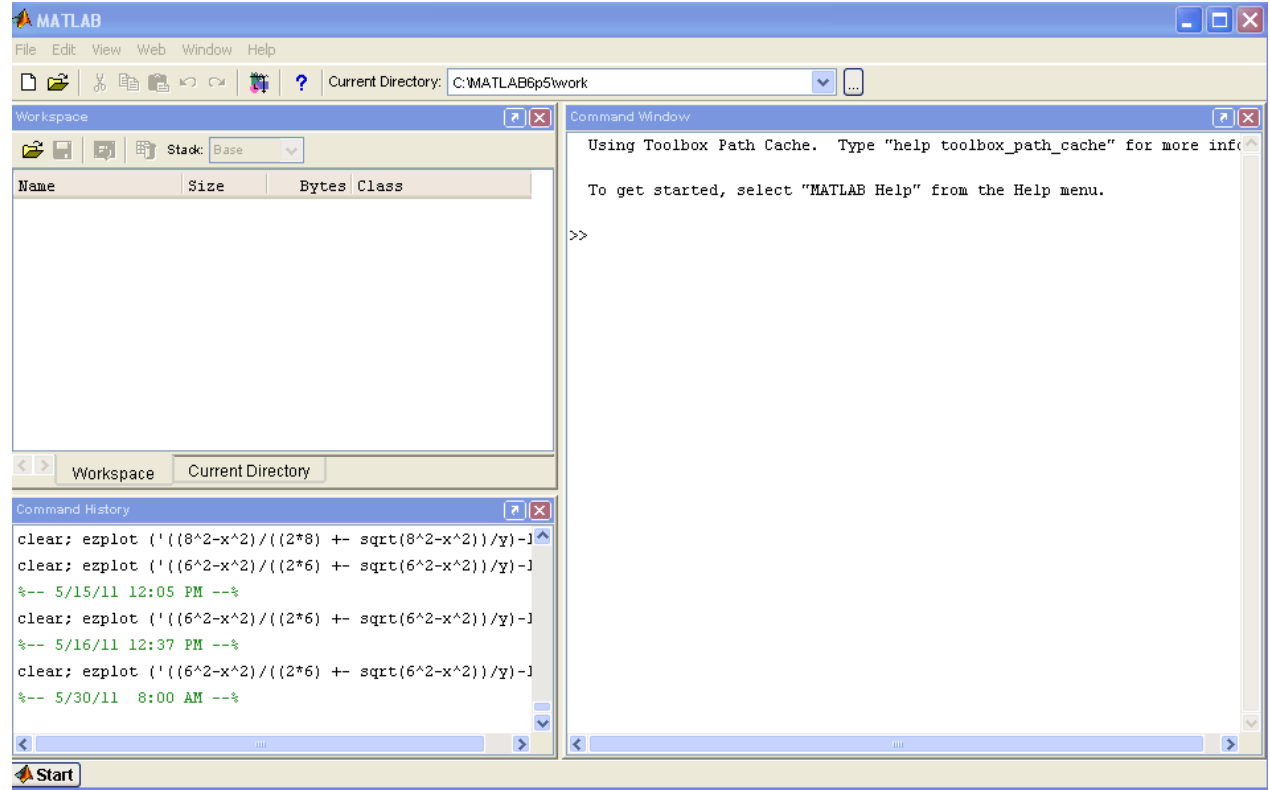 MATLAB
File Edit View Web Window Help
? Current Directory: C:\MATLAB6p5\work ...
Workspace
Stack: Base
Name Size Bytes Class
Workspace Current Directory
Command History
clear; ezplot ('((8^2-x^2)/((2*8) +- sqrt(8^2-x^2))/y)-1
clear; ezplot ('((6^2-x^2)/((2*6) +- sqrt(6^2-x^2))/y)-1
%-- 5/15/11 12:05 PM --%
clear; ezplot ('((6^2-x^2)/((2*6) +- sqrt(6^2-x^2))/y)-1
%-- 5/16/11 12:37 PM --%
clear; ezplot ('((6^2-x^2)/((2*6) +- sqrt(6^2-x^2))/y)-1
%-- 5/30/11 8:00 AM --%
Command Window
Using Toolbox Path Cache. Type "help toolbox_path_cache" for more info
To get started, select "MATLAB Help" from the Help menu.
>>
Start